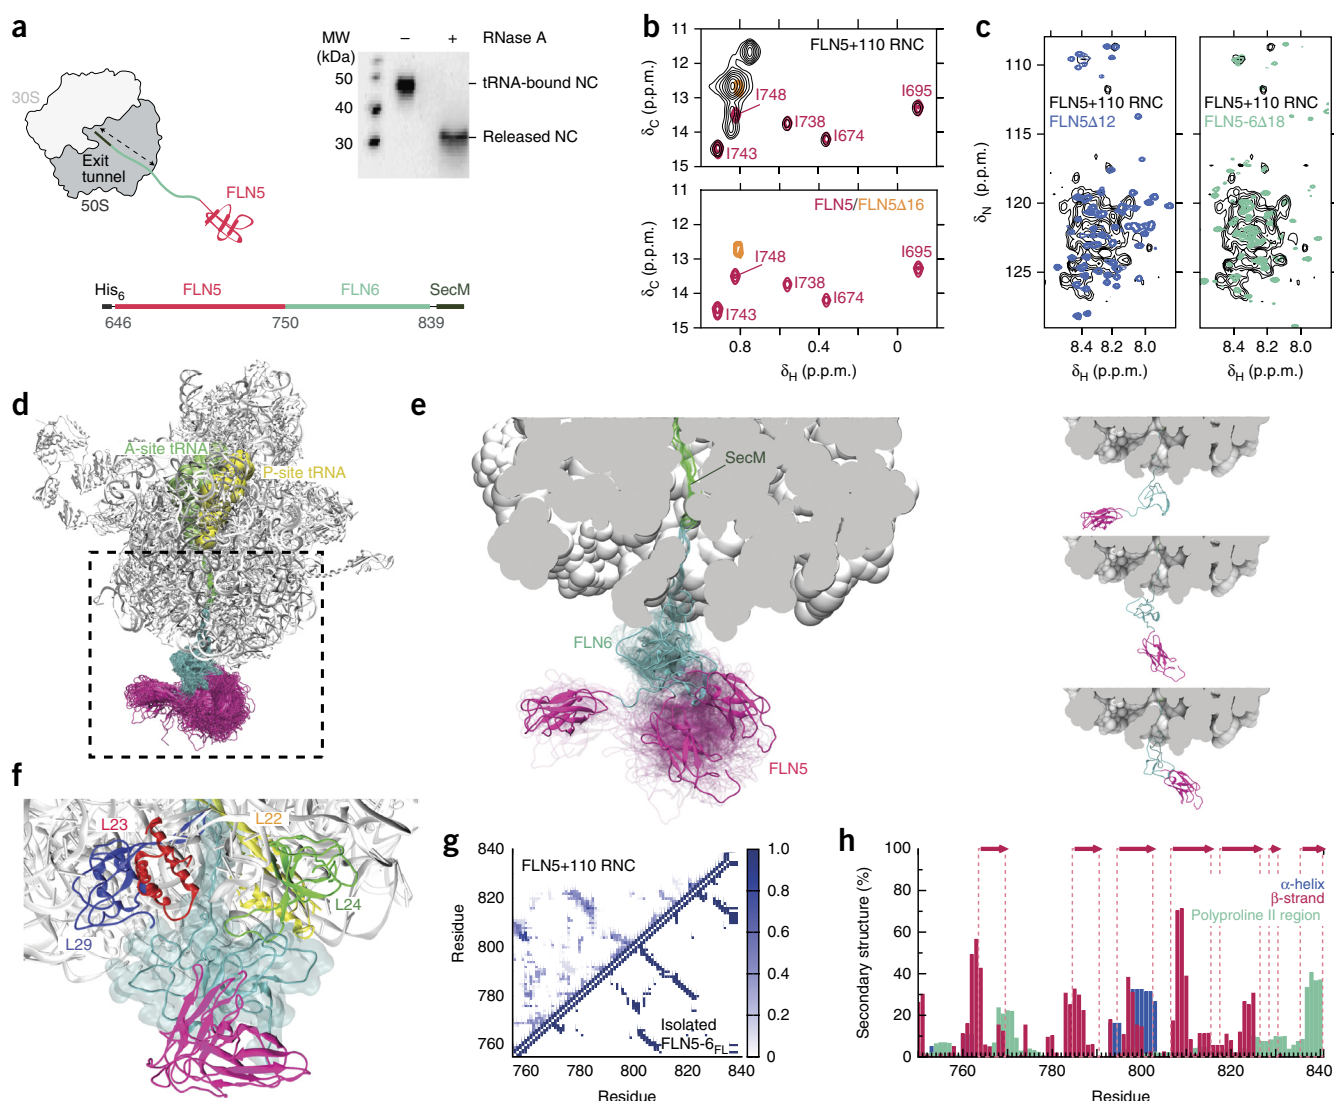 a
MW
(kDa)
– + RNase A
50
40
30
tRNA-bound NC
Released NC
30S
Exit
tunnel
50S
FLN5
His6 FLN5 FLN6 SecM
646 750 839
b
δC (p.p.m.)
11
12
13
14
15
FLN5+110 RNC
I748
I738
I674
I695
I743
δC (p.p.m.)
11
12
13
14
15
FLN5/FLN5Δ16
I748
I738
I674
I695
I743
0.8 0.4 0
δH (p.p.m.)
c
δN (p.p.m.)
110
115
120
125
FLN5+110 RNC
FLN5Δ12
8.4 8.2 8.0
δH (p.p.m.)
FLN5+110 RNC
FLN5-6Δ18
8.4 8.2 8.0
δH (p.p.m.)
d
A-site tRNA
P-site tRNA
e
SecM
FLN6
FLN5
f
L23
L22
L24
L29
g
FLN5+110 RNC
Isolated
FLN5-6FL
Residue
840
820
800
780
760
760 780 800 820 840
Residue
1.0
0.8
0.6
0.4
0.2
0
h
Secondary structure (%)
100
80
60
40
20
0
α-helix
β-strand
Polyproline II region
760 780 800 820 840
Residue